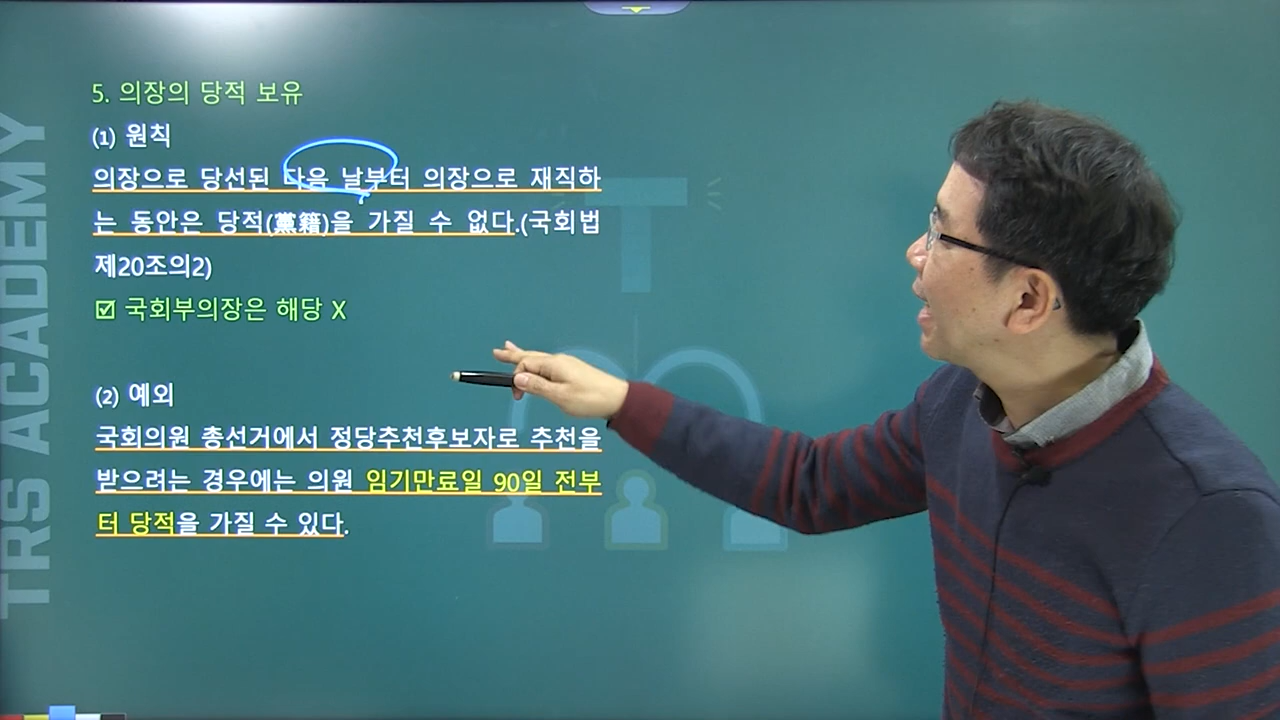 5. 의장의 당적 보유
(1) 원칙
의장으로 당선된 다음 날부터 의장으로 재직하
는 동안은 당적(黨籍)을 가질 수 없다.(국회법
제20조의2)
☑ 국회부의장은 해당 X
(2) 예외
국회의원 총선거에서 정당추천후보자로 추천을
받으려는 경우에는 의원 임기만료일 90일 전부
터 당적을 가질 수 있다.
TRS ACADEMY